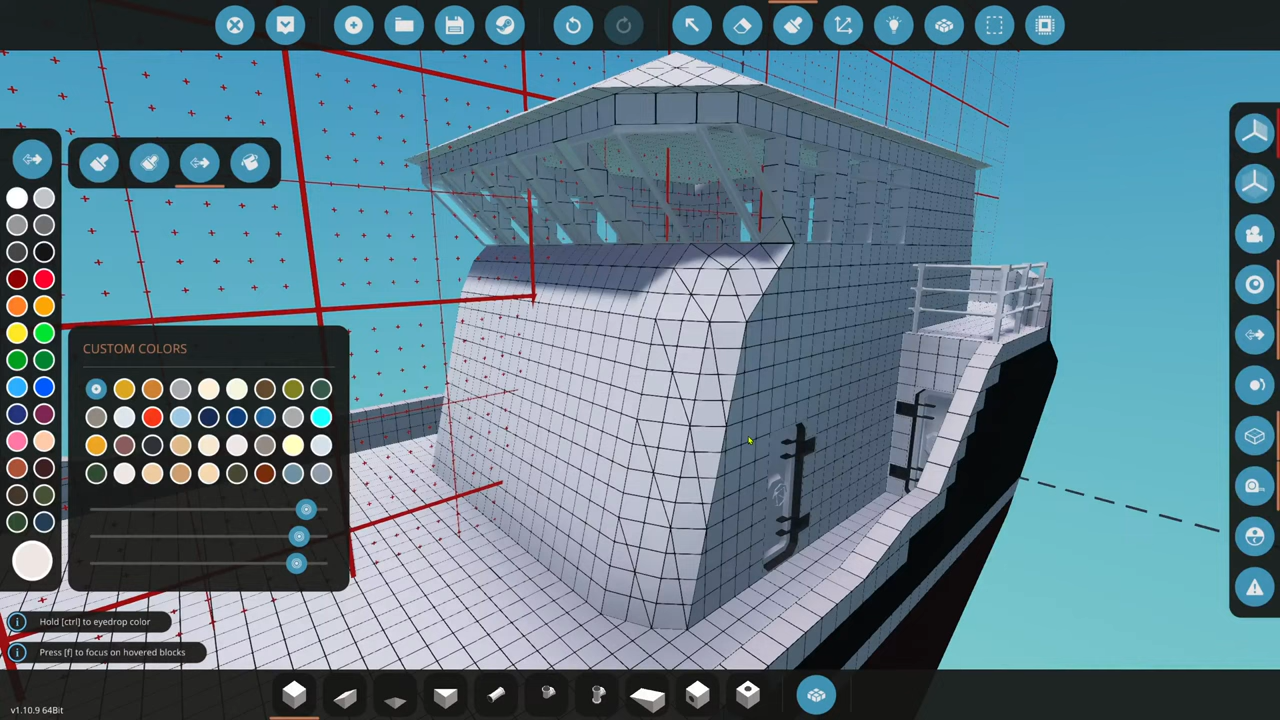 CUSTOM COLORS
Hold [ctrl] to eyedrop color
Press [f] to focus on hovered blocks
v1.10.9 64Bit